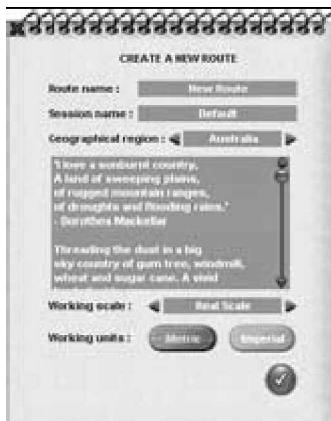 CREATE A NEW ROUTE
Route name : New Route
Session name : Default
Geographical region : Australia
"I love a sunburnt country,
A land of sweeping plains,
of rugged mountain ranges,
of droughts and flooding rains."
- Dorothea Mackellar
Threading the dust in a big
sky country of gum tree, windmill,
wheat and sugar cane. A vivid
Working scale : Real Scale
Working units : Metric Imperial